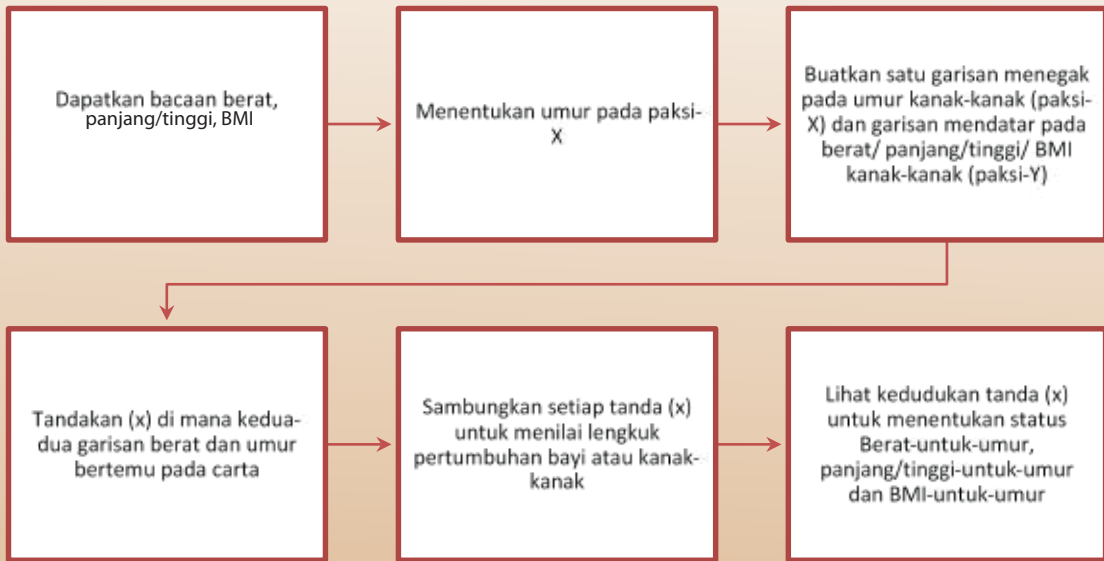 Dapatkan bacaan berat,
panjang/tinggi, BMI
Menentukan umur pada paksi-
X
Buatkan satu garisan menegak
pada umur kanak-kanak (paksi-
X) dan garisan mendatar pada
berat/ panjang/tinggi/ BMI
kanak-kanak (paksi-Y)
Tandakan (x) di mana kedua-
dua garisan berat dan umur
bertemu pada carta
Sambungkan setiap tanda (x)
untuk menilai lengkuk
pertumbuhan bayi atau kanak-
kanak
Lihat kedudukan tanda (x)
untuk menentukan status
Berat-untuk-umur,
panjang/tinggi-untuk-umur
dan BMI-untuk-umur